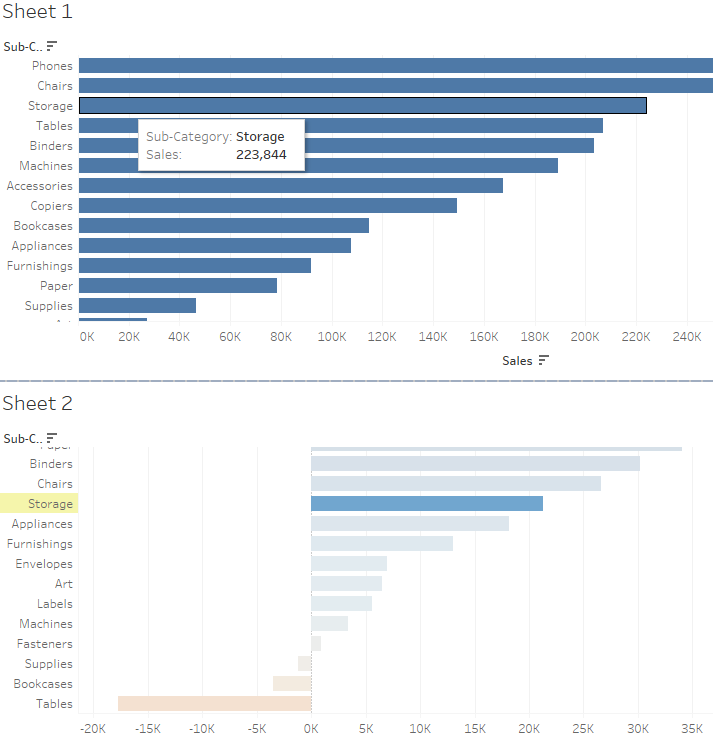 Sheet 1
Sub-C..
Phones
Chairs
Storage
Tables
Binders
Machines
Accessories
Copiers
Bookcases
Appliances
Furnishings
Paper
Supplies
Sub-Category: Storage
Sales: 223,844
0K 20K 40K 60K 80K 100K 120K 140K 160K 180K 200K 220K 240K
Sales
Sheet 2
Sub-C..
Paper
Binders
Chairs
Storage
Appliances
Furnishings
Envelopes
Art
Labels
Machines
Fasteners
Supplies
Bookcases
Tables
-20K -15K -10K -5K 0K 5K 10K 15K 20K 25K 30K 35K